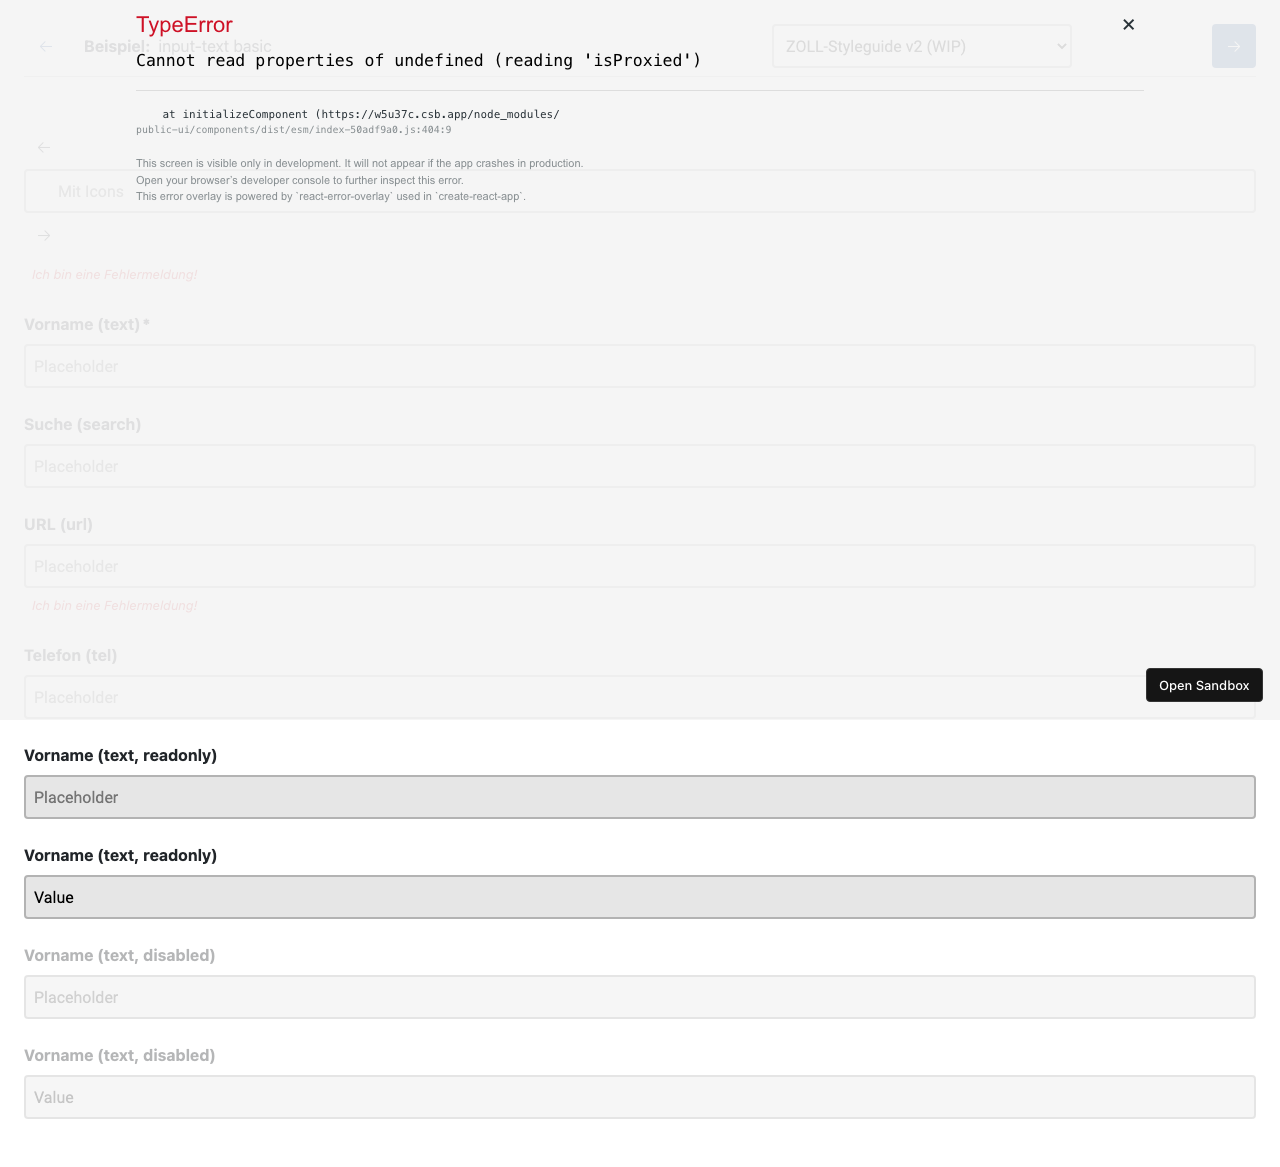 TypeError
Beispiel: input-text basic
ZOLL-Styleguide v2 (WIP)
Cannot read properties of undefined (reading 'isProxied')
at initializeComponent (https://w5u37c.csb.app/node_modules/
public-ui/components/dist/esm/index-50adf9a0.js:404:9
This screen is visible only in development. It will not appear if the app crashes in production.
Open your browser’s developer console to further inspect this error.
Mit Icons
This error overlay is powered by `react-error-overlay` used in `create-react-app`.
Ich bin eine Fehlermeldung!
Vorname (text)*
Placeholder
Suche (search)
Placeholder
URL (url)
Placeholder
Ich bin eine Fehlermeldung!
Telefon (tel)
Placeholder
Open Sandbox
Vorname (text, readonly)
Placeholder
Vorname (text, readonly)
Value
Vorname (text, disabled)
Placeholder
Vorname (text, disabled)
Value